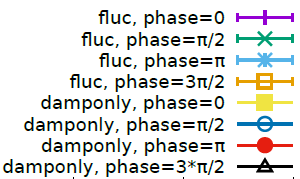 fluc, phase=0
fluc, phase=π/2
fluc, phase=π
fluc, phase=3π/2
damponly, phase=0
damponly, phase=π/2
damponly, phase=π
damponly, phase=3*π/2